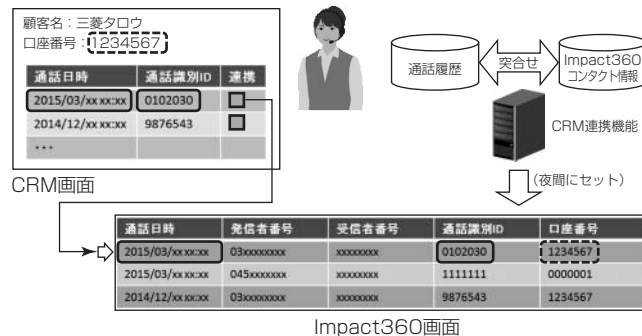 顧客名：三菱タロウ
口座番号：1234567
通話日時 通話識別ID 連携
2015/03/xx xx:xx 0102030
2014/12/xx xx:xx 9876543
･･･
CRM画面
通話履歴
突合せ
Impact360
コンタクト情報
CRM連携機能
（夜間にセット）
通話日時 発信者番号 受信者番号 通話識別ID 口座番号
2015/03/xx xx:xx 03xxxxxxxx xxxxxxxx 0102030 1234567
2015/03/xx xx:xx 045xxxxxxx xxxxxxxx 1111111 0000001
2014/12/xx xx:xx 03xxxxxxxx xxxxxxxx 9876543 1234567
Impact360画面